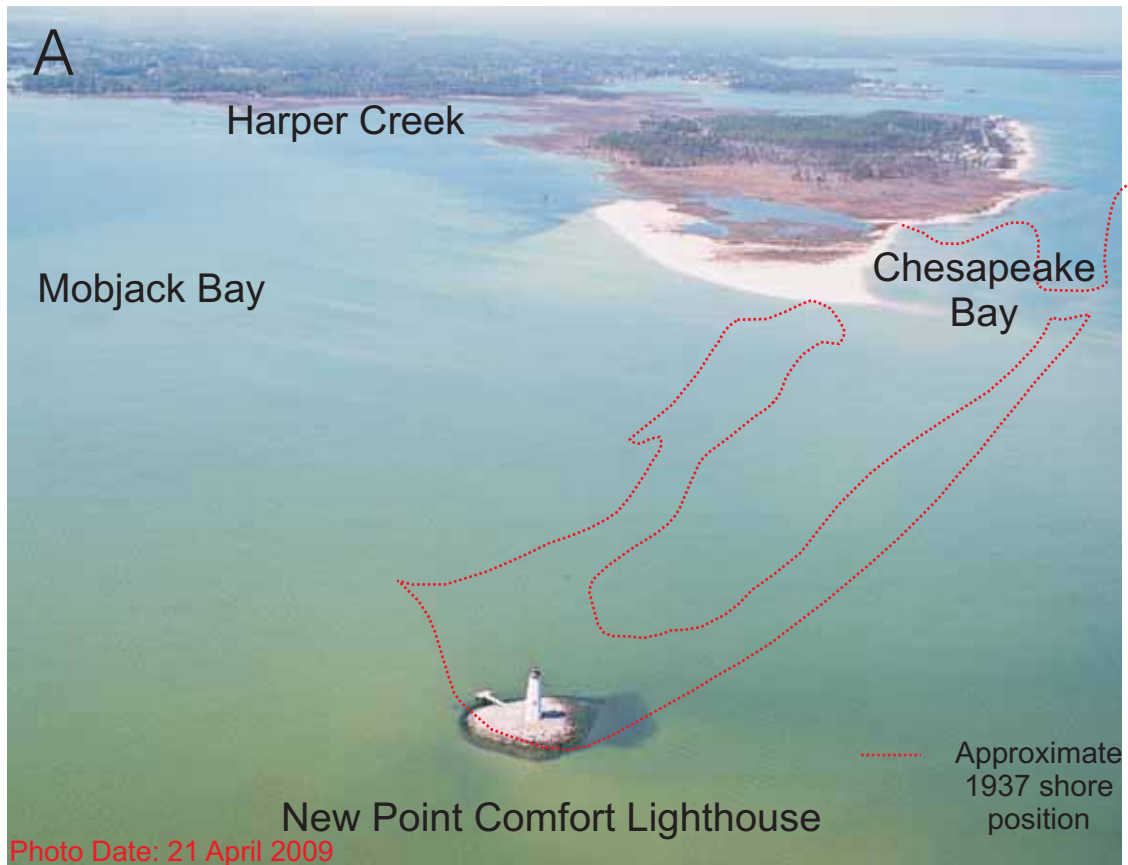 A
Harper Creek
Mobjack Bay
Chesapeake
Bay
Approximate
1937 shore
position
New Point Comfort Lighthouse
Photo Date: 21 April 2009